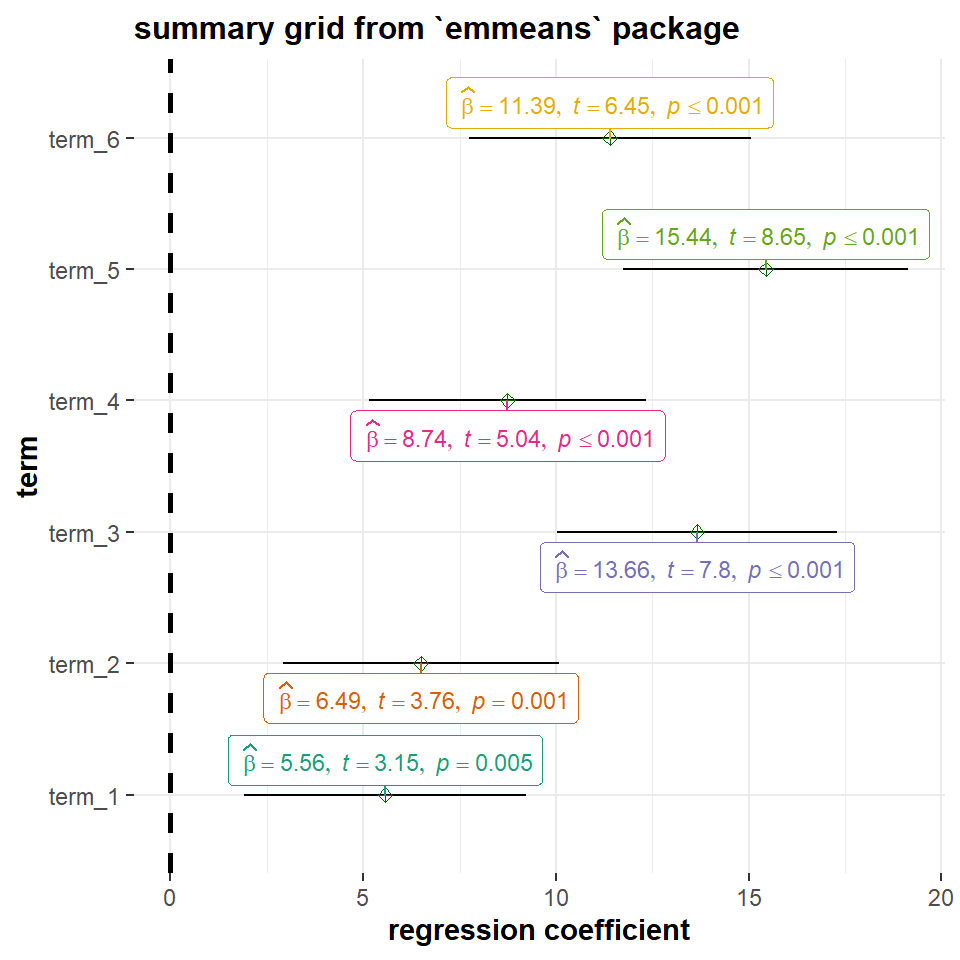 summary grid from `emmeans` package
term_6
β̂ = 11.39, t = 6.45, p ≤ 0.001
term_5
β̂ = 15.44, t = 8.65, p ≤ 0.001
term_4
β̂ = 8.74, t = 5.04, p ≤ 0.001
term_3
β̂ = 13.66, t = 7.8, p ≤ 0.001
term_2
β̂ = 6.49, t = 3.76, p = 0.001
β̂ = 5.56, t = 3.15, p = 0.005
term_1
term
0 5 10 15 20
regression coefficient